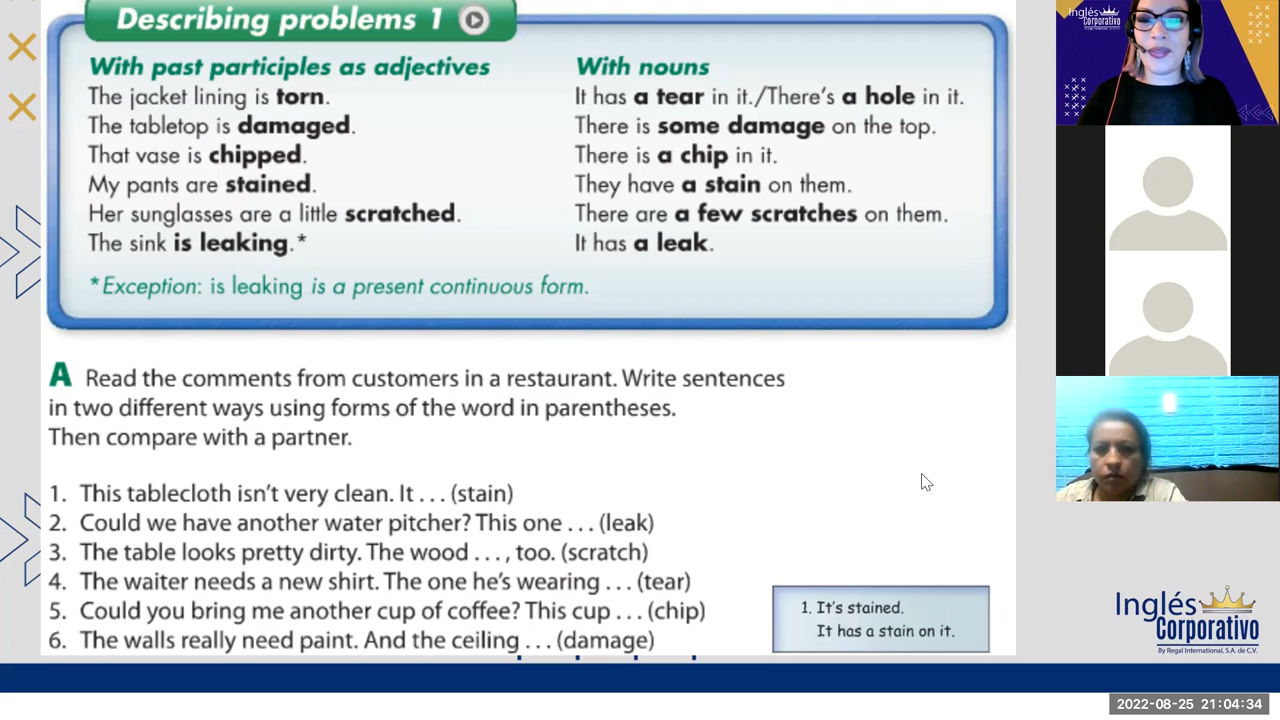 Describing problems 1
With past participles as adjectives
The jacket lining is torn.
The tabletop is damaged.
That vase is chipped.
My pants are stained.
Her sunglasses are a little scratched.
The sink is leaking.*
*Exception: is leaking is a present continuous form.
With nouns
It has a tear in it./There's a hole in it.
There is some damage on the top.
There is a chip in it.
They have a stain on them.
There are a few scratches on them.
It has a leak.
A Read the comments from customers in a restaurant. Write sentences
in two different ways using forms of the word in parentheses.
Then compare with a partner.
1. This tablecloth isn't very clean. It . . . (stain)
2. Could we have another water pitcher? This one . . . (leak)
3. The table looks pretty dirty. The wood . . . , too. (scratch)
4. The waiter needs a new shirt. The one he's wearing . . . (tear)
5. Could you bring me another cup of coffee? This cup . . . (chip)
6. The walls really need paint. And the ceiling . . . (damage)
1. It's stained.
It has a stain on it.
Inglés
Corporativo
Inglés
Corporativo
By Regal International, S.A. de C.V.
2022-08-25 21:04:34